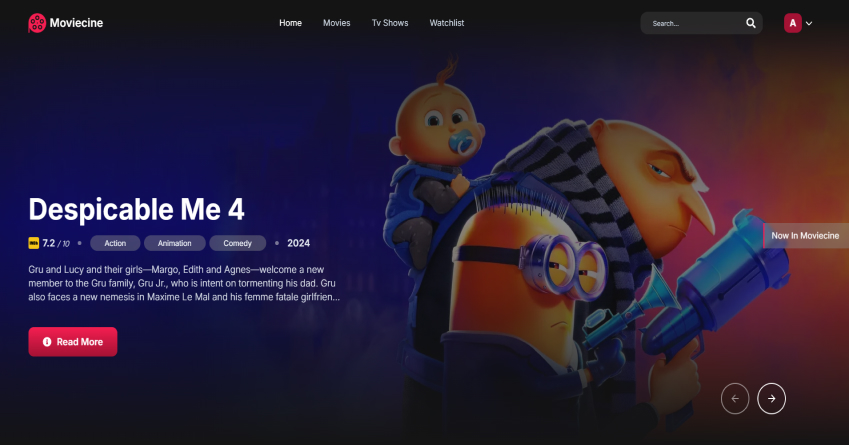 Moviecine
Home Movies Tv Shows Watchlist
Search...
A
Now In Moviecine
Despicable Me 4
7.2 / 10 • Action Animation Comedy • 2024
Gru and Lucy and their girls—Margo, Edith and Agnes—welcome a new
member to the Gru family, Gru Jr., who is intent on tormenting his dad. Gru
also faces a new nemesis in Maxime Le Mal and his femme fatale girlfrien...
Read More